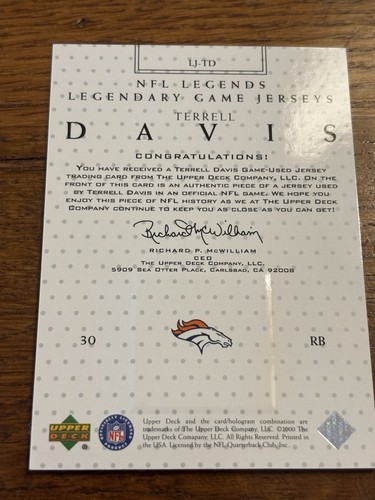 LJ-TD
NFL LEGENDS
LEGENDARY GAME JERSEYS
TERRELL
DAVIS
CONGRATULATIONS!
YOU HAVE RECEIVED A TERRELL DAVIS GAME-USED JERSEY
TRADING CARD FROM THE UPPER DECK COMPANY, LLC. ON THE
FRONT OF THIS CARD IS AN AUTHENTIC PIECE OF A JERSEY USED
BY TERRELL DAVIS IN AN OFFICIAL NFL GAME. WE HOPE YOU
ENJOY THIS PIECE OF NFL HISTORY AS WE AT THE UPPER DECK
COMPANY CONTINUE TO KEEP YOU AS CLOSE AS YOU CAN GET!
Richard McWilliam
RICHARD P. MCWILLIAM
CEO
THE UPPER DECK COMPANY, LLC.
5909 SEA OTTER PLACE, CARLSBAD, CA 92008
30
RB
UPPER
DECK
NFL
Upper Deck and the card/hologram combination are
trademarks of The Upper Deck Company, LLC. ©2000 The
Upper Deck Comapany, LLC. All Rights Reserved. Printed in
the USA. Licensed by the NFL Quarterback Club, Inc.